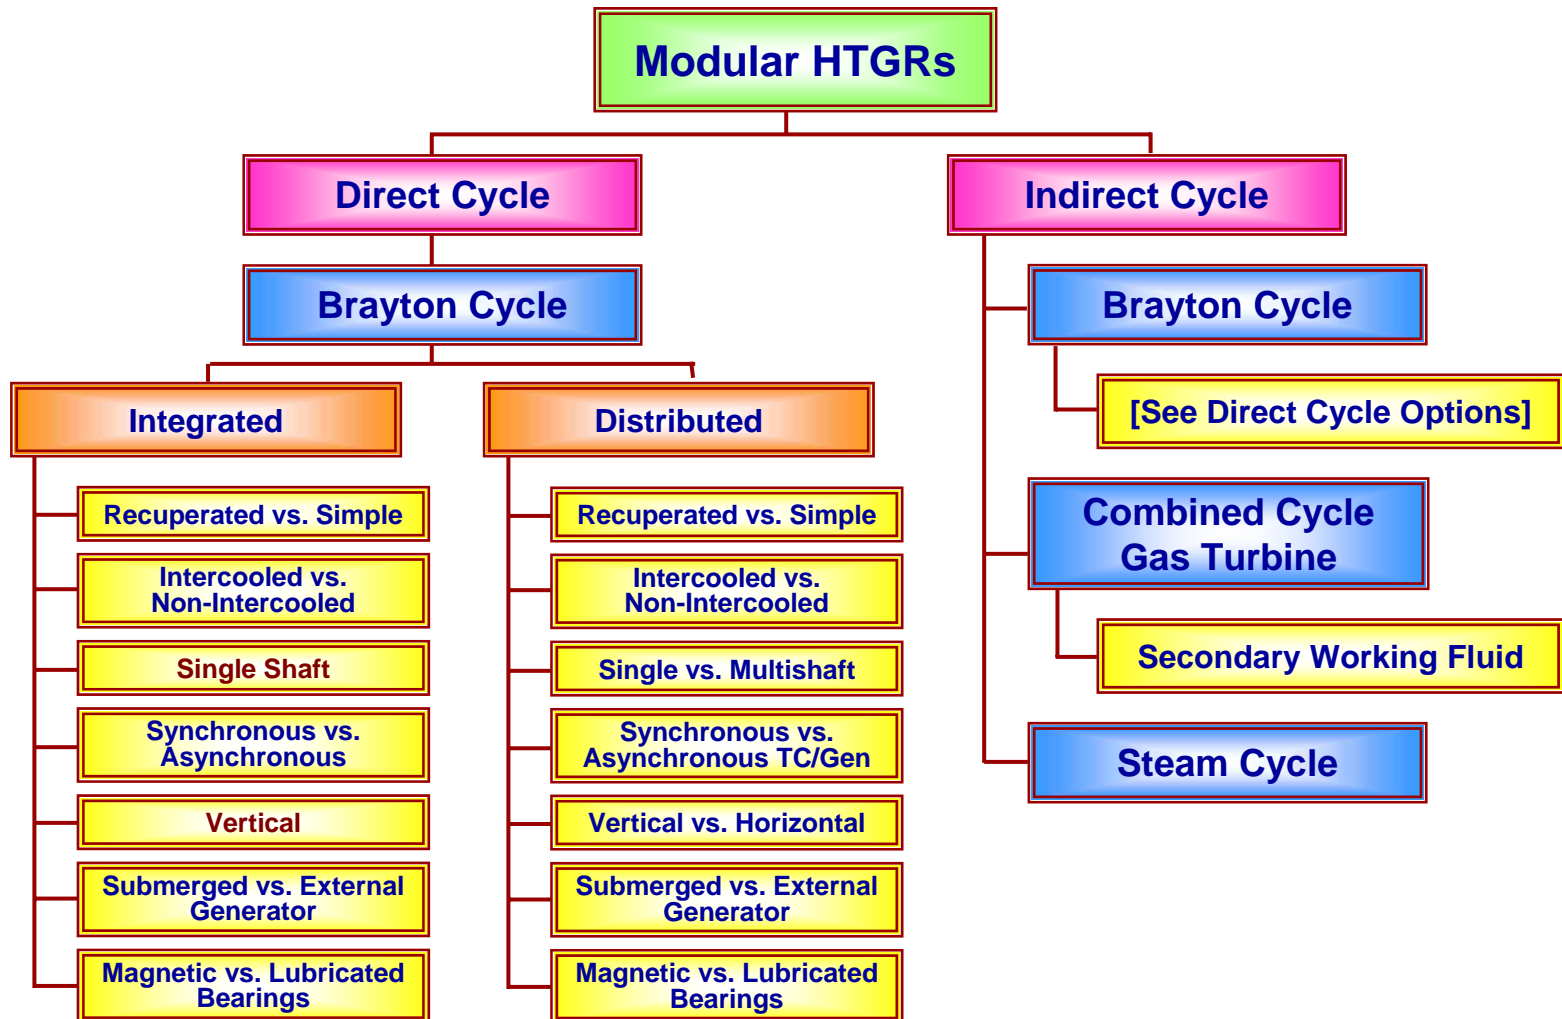 Modular HTGRs
Direct Cycle
Brayton Cycle
Integrated
Recuperated vs. Simple
Intercooled vs.
Non-Intercooled
Single Shaft
Synchronous vs.
Asynchronous
Vertical
Submerged vs. External
Generator
Magnetic vs. Lubricated
Bearings
Distributed
Recuperated vs. Simple
Intercooled vs.
Non-Intercooled
Single vs. Multishaft
Synchronous vs.
Asynchronous TC/Gen
Vertical vs. Horizontal
Submerged vs. External
Generator
Magnetic vs. Lubricated
Bearings
Indirect Cycle
Brayton Cycle
[See Direct Cycle Options]
Combined Cycle
Gas Turbine
Secondary Working Fluid
Steam Cycle